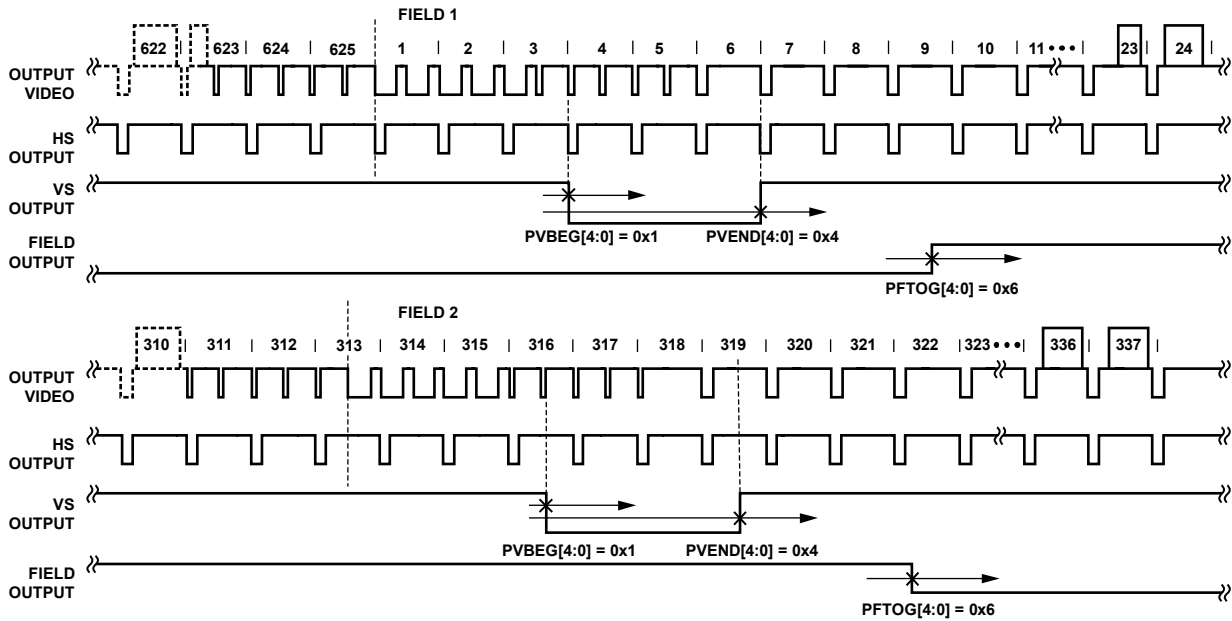 FIELD 1
622 623 624 625 1 2 3 4 5 6 7 8 9 10 11 23 24
OUTPUT
VIDEO
HS
OUTPUT
VS
OUTPUT
PVBEG[4:0] = 0x1 PVEND[4:0] = 0x4
FIELD
OUTPUT
PFTOG[4:0] = 0x6
FIELD 2
310 311 312 313 314 315 316 317 318 319 320 321 322 323 336 337
OUTPUT
VIDEO
HS
OUTPUT
VS
OUTPUT
PVBEG[4:0] = 0x1 PVEND[4:0] = 0x4
FIELD
OUTPUT
PFTOG[4:0] = 0x6